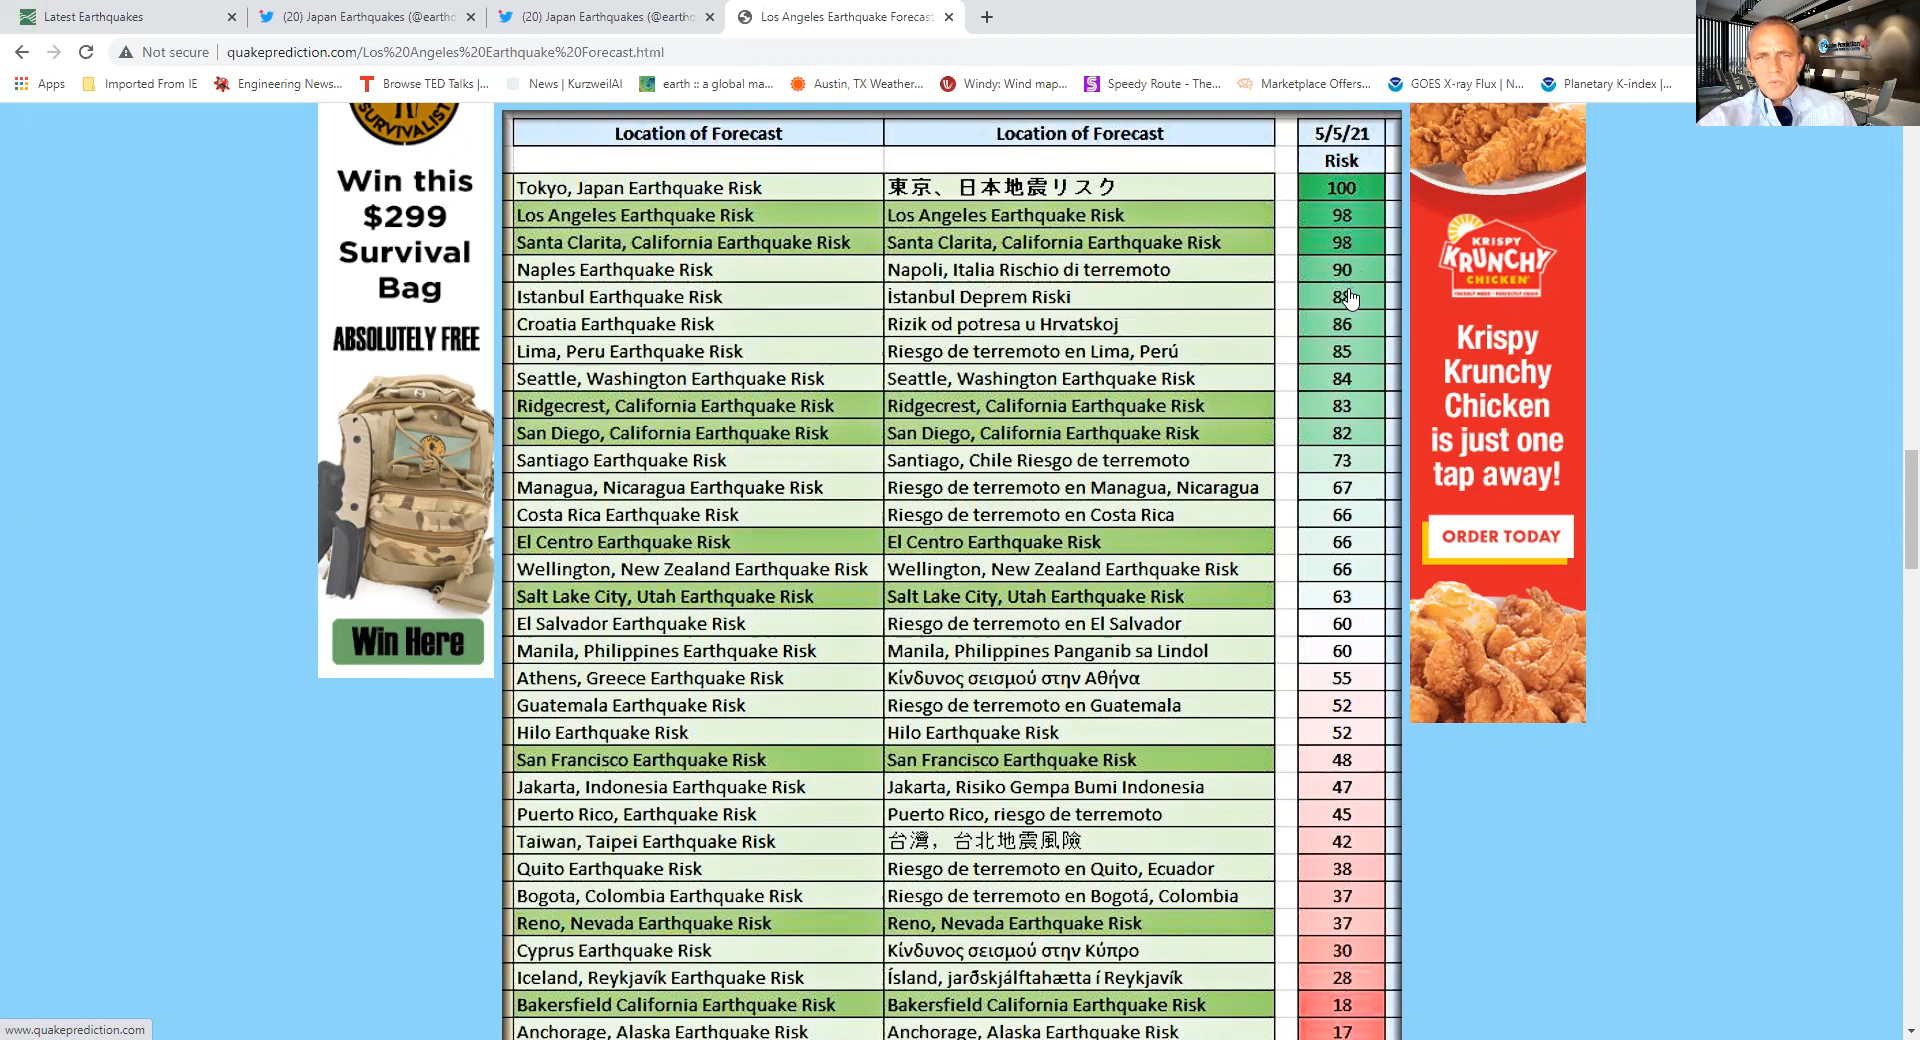 Latest Earthquakes
(20) Japan Earthquakes (@earthq
(20) Japan Earthquakes (@earthq
Los Angeles Earthquake Forecast
Not secure
quakeprediction.com/Los%20Angeles%20Earthquake%20Forecast.html
Apps
Imported From IE
Engineering News...
Browse TED Talks |...
News | KurzweilAI
earth :: a global ma...
Austin, TX Weather...
Windy: Wind map...
Speedy Route - The...
Marketplace Offers...
GOES X-ray Flux | N...
Planetary K-index |...
SURVIVALIST
Win this
$299
Survival
Bag
ABSOLUTELY FREE
Win Here
Location of Forecast Location of Forecast 5/5/21
Risk
Tokyo, Japan Earthquake Risk 東京、日本地震リスク 100
Los Angeles Earthquake Risk Los Angeles Earthquake Risk 98
Santa Clarita, California Earthquake Risk Santa Clarita, California Earthquake Risk 98
Naples Earthquake Risk Napoli, Italia Rischio di terremoto 90
Istanbul Earthquake Risk İstanbul Deprem Riski
Croatia Earthquake Risk Rizik od potresa u Hrvatskoj 86
Lima, Peru Earthquake Risk Riesgo de terremoto en Lima, Perú 85
Seattle, Washington Earthquake Risk Seattle, Washington Earthquake Risk 84
Ridgecrest, California Earthquake Risk Ridgecrest, California Earthquake Risk 83
San Diego, California Earthquake Risk San Diego, California Earthquake Risk 82
Santiago Earthquake Risk Santiago, Chile Riesgo de terremoto 73
Managua, Nicaragua Earthquake Risk Riesgo de terremoto en Managua, Nicaragua 67
Costa Rica Earthquake Risk Riesgo de terremoto en Costa Rica 66
El Centro Earthquake Risk El Centro Earthquake Risk 66
Wellington, New Zealand Earthquake Risk Wellington, New Zealand Earthquake Risk 66
Salt Lake City, Utah Earthquake Risk Salt Lake City, Utah Earthquake Risk 63
El Salvador Earthquake Risk Riesgo de terremoto en El Salvador 60
Manila, Philippines Earthquake Risk Manila, Philippines Panganib sa Lindol 60
Athens, Greece Earthquake Risk Κίνδυνος σεισμού στην Αθήνα 55
Guatemala Earthquake Risk Riesgo de terremoto en Guatemala 52
Hilo Earthquake Risk Hilo Earthquake Risk 52
San Francisco Earthquake Risk San Francisco Earthquake Risk 48
Jakarta, Indonesia Earthquake Risk Jakarta, Risiko Gempa Bumi Indonesia 47
Puerto Rico, Earthquake Risk Puerto Rico, riesgo de terremoto 45
Taiwan, Taipei Earthquake Risk 台灣，台北地震風險 42
Quito Earthquake Risk Riesgo de terremoto en Quito, Ecuador 38
Bogota, Colombia Earthquake Risk Riesgo de terremoto en Bogotá, Colombia 37
Reno, Nevada Earthquake Risk Reno, Nevada Earthquake Risk 37
Cyprus Earthquake Risk Κίνδυνος σεισμού στην Κύπρο 30
Iceland, Reykjavík Earthquake Risk Ísland, jarðskjálftahætta í Reykjavík 28
Bakersfield California Earthquake Risk Bakersfield California Earthquake Risk 18
Anchorage, Alaska Earthquake Risk Anchorage, Alaska Earthquake Risk 17
KRISPY
KRUNCHY
CHICKEN
Krispy
Krunchy
Chicken
is just one
tap away!
ORDER TODAY
www.quakeprediction.com